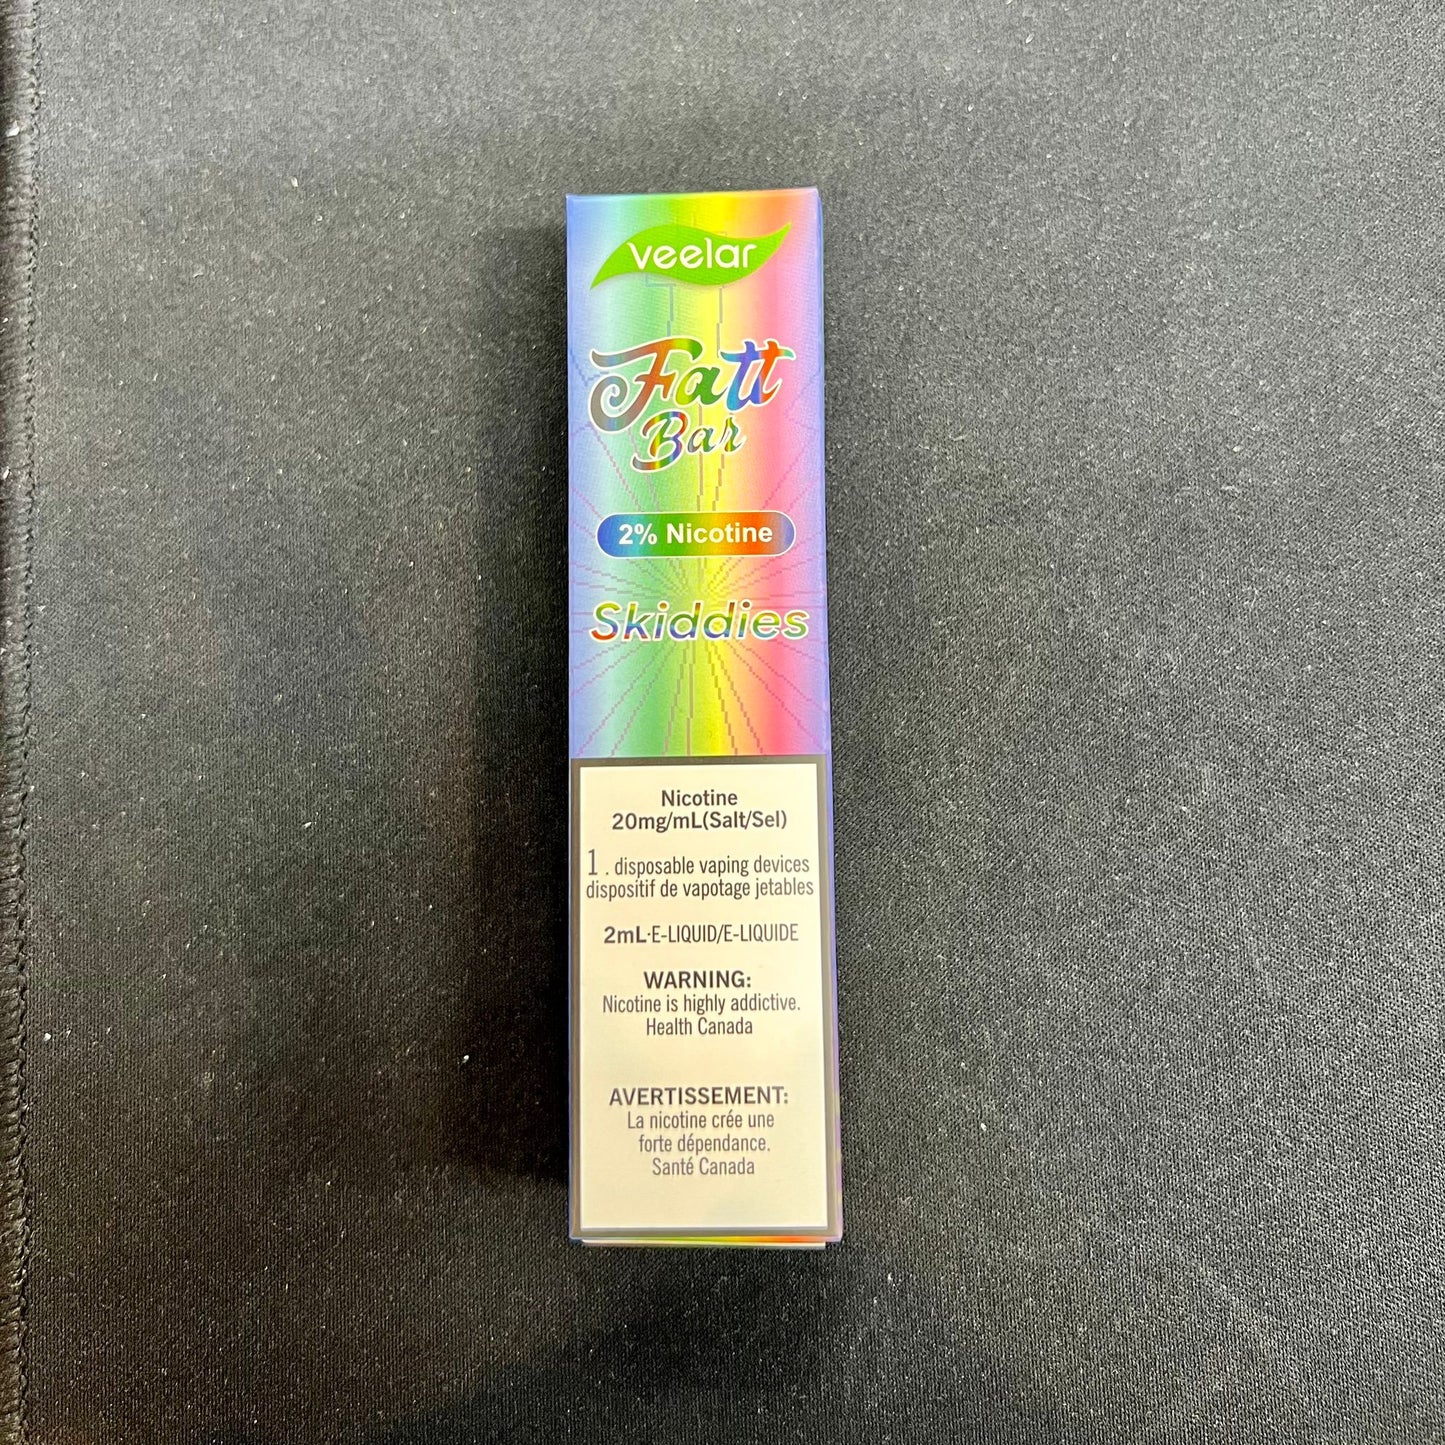 veelar
Fatt
Bar
2% Nicotine
Skiddies
Nicotine
20mg/mL(Salt/Sel)
1 . disposable vaping devices
dispositif de vapotage jetables
2mL·E-LIQUID/E-LIQUIDE
WARNING:
Nicotine is highly addictive.
Health Canada
AVERTISSEMENT:
La nicotine crée une
forte dépendance.
Santé Canada